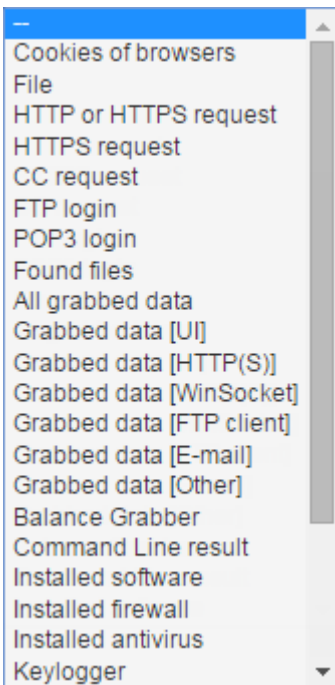 --
Cookies of browsers
File
HTTP or HTTPS request
HTTPS request
CC request
FTP login
POP3 login
Found files
All grabbed data
Grabbed data [UI]
Grabbed data [HTTP(S)]
Grabbed data [WinSocket]
Grabbed data [FTP client]
Grabbed data [E-mail]
Grabbed data [Other]
Balance Grabber
Command Line result
Installed software
Installed firewall
Installed antivirus
Keylogger